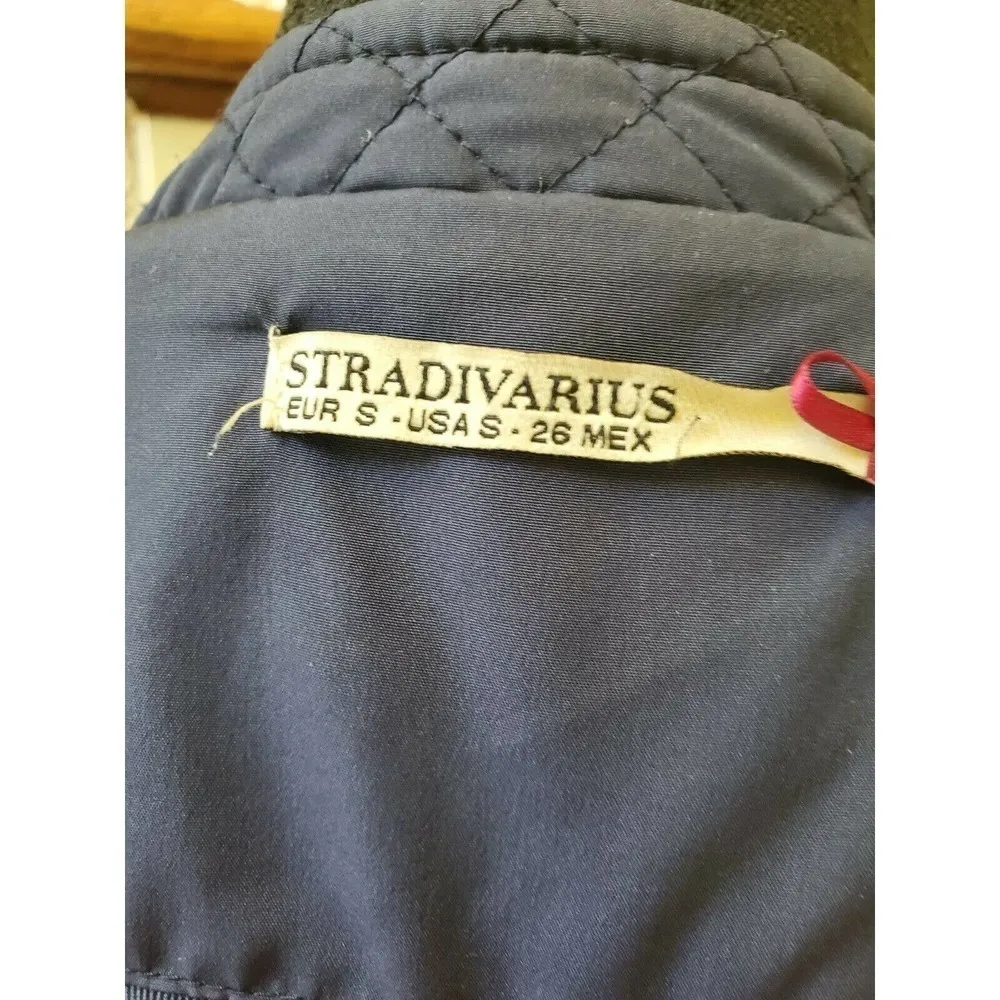 STRADIVARIUS
EUR S - USA S - 26 MEX